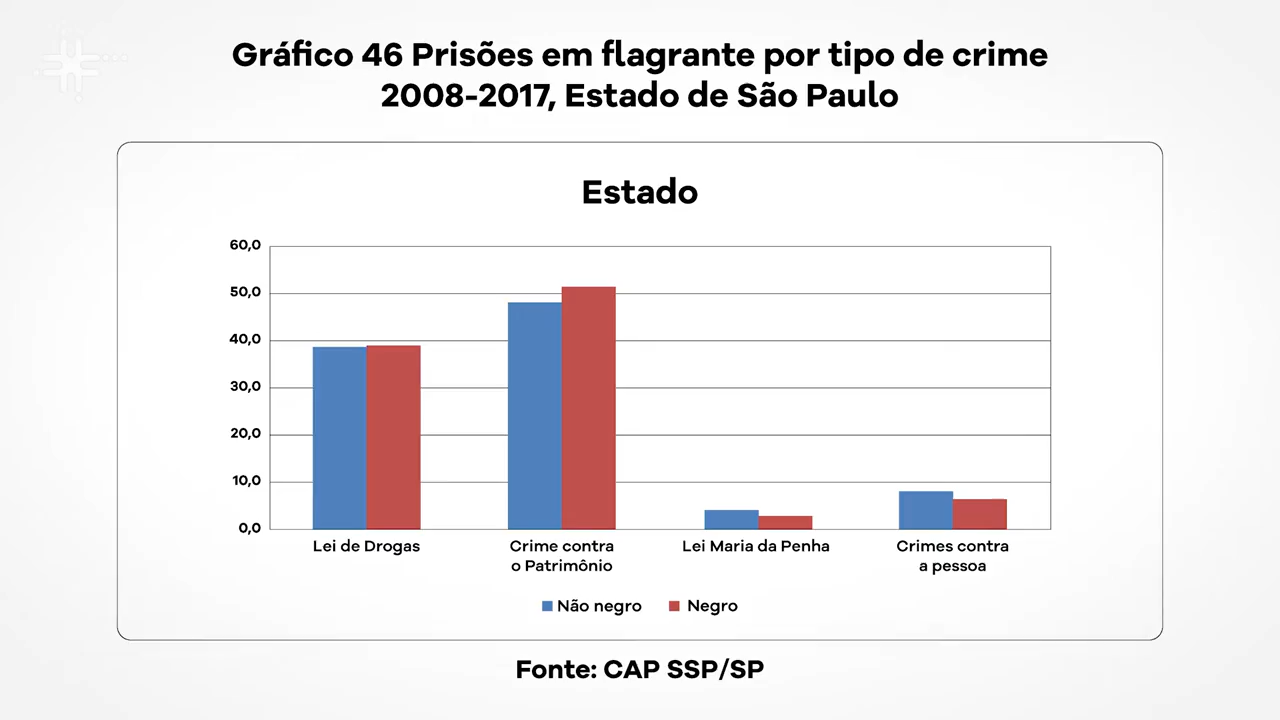 Gráfico 46 Prisões em flagrante por tipo de crime
2008-2017, Estado de São Paulo
Estado
60,0
50,0
40,0
30,0
20,0
10,0
0,0
Lei de Drogas
Crime contra
o Patrimônio
Lei Maria da Penha
Crimes contra
a pessoa
Não negro
Negro
Fonte: CAP SSP/SP